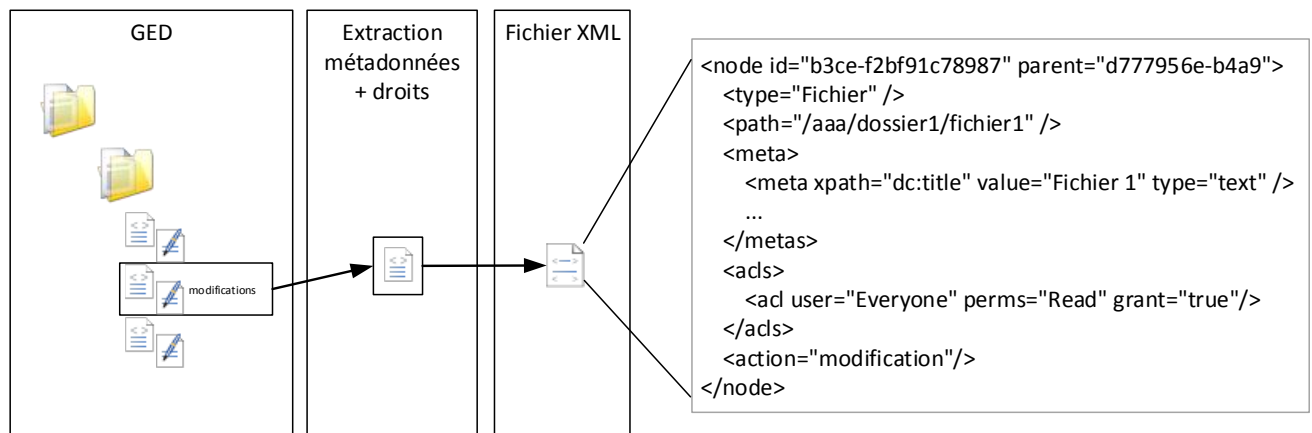 GED
Extraction
métadonnées
+ droits
Fichier XML
modifications
<node id="b3ce-f2bf91c78987" parent="d777956e-b4a9">
<type="Fichier" />
<path="/aaa/dossier1/fichier1" />
<meta>
<meta xpath="dc:title" value="Fichier 1" type="text" />
...
</metas>
<acls>
<acl user="Everyone" perms="Read" grant="true"/>
</acls>
<action="modification"/>
</node>